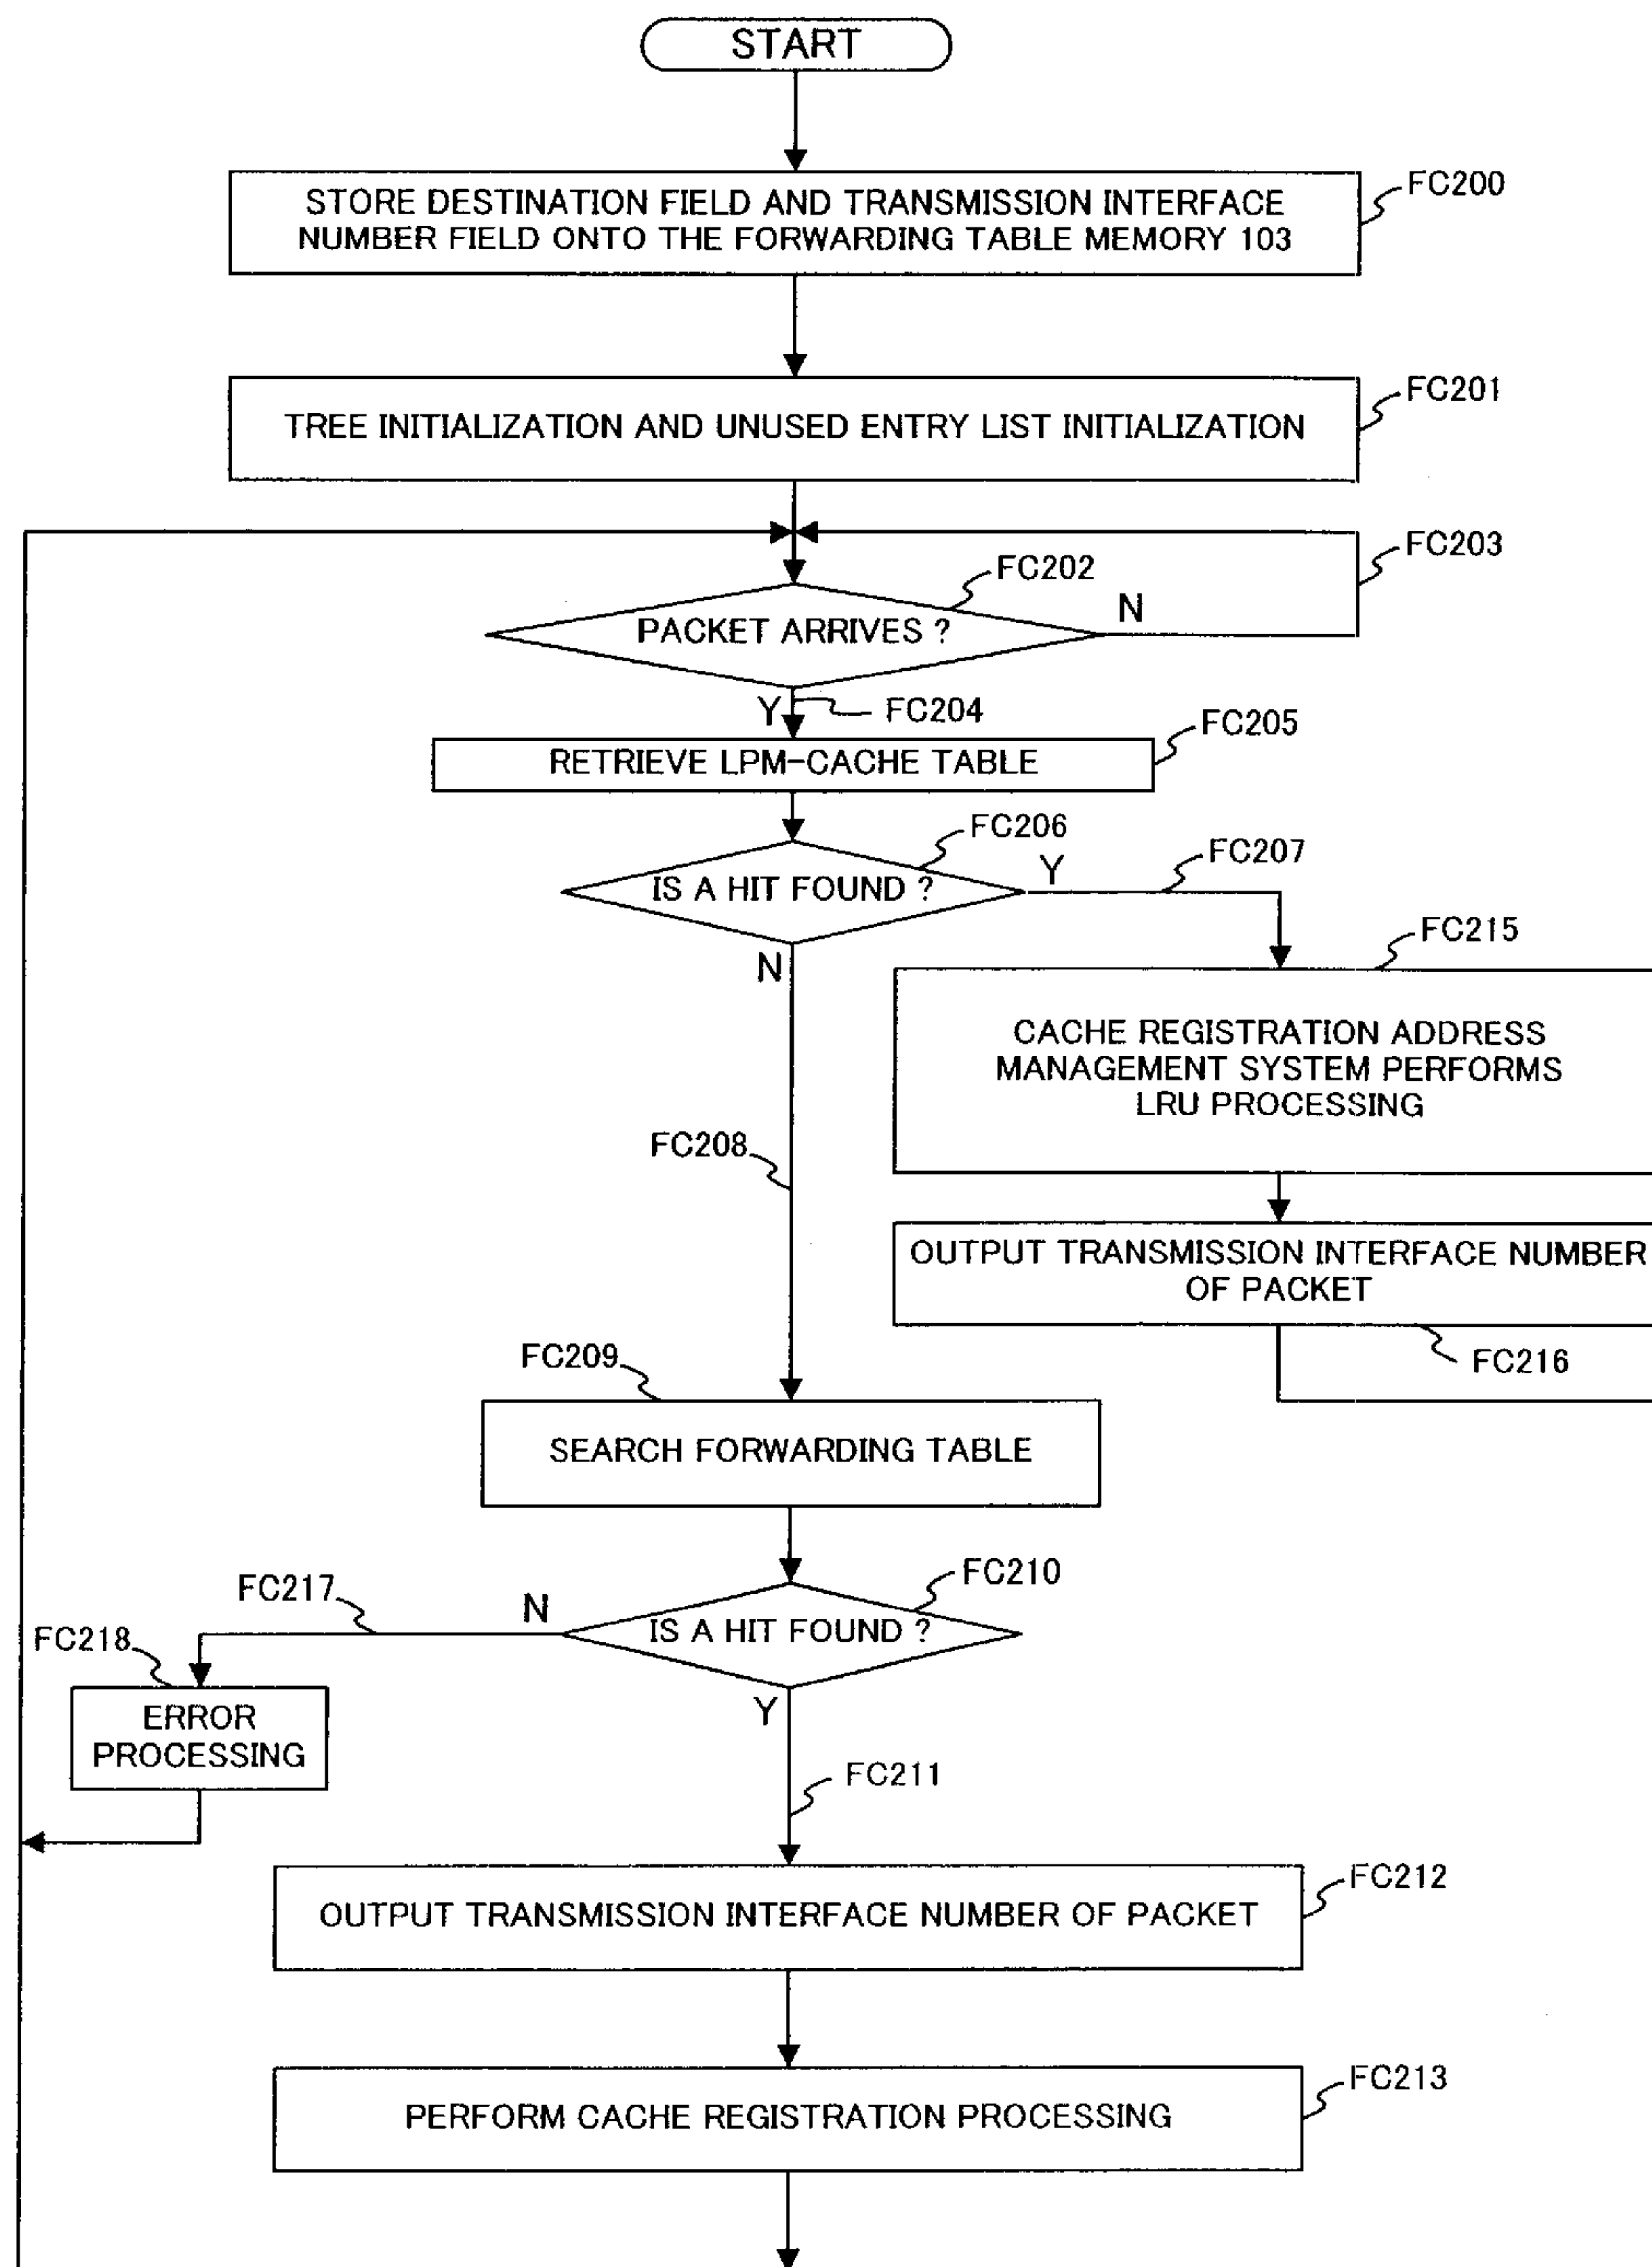 START
FC200
STORE DESTINATION FIELD AND TRANSMISSION INTERFACE
NUMBER FIELD ONTO THE FORWARDING TABLE MEMORY 103
FC201
TREE INITIALIZATION AND UNUSED ENTRY LIST INITIALIZATION
FC203
FC202
N
PACKET ARRIVES ?
Y
FC204
FC205
RETRIEVE LPM-CACHE TABLE
FC206
Y
FC207
IS A HIT FOUND ?
N
FC215
CACHE REGISTRATION ADDRESS
MANAGEMENT SYSTEM PERFORMS
LRU PROCESSING
FC208
OUTPUT TRANSMISSION INTERFACE NUMBER
OF PACKET
FC216
FC209
SEARCH FORWARDING TABLE
FC210
FC217
N
IS A HIT FOUND ?
FC218
Y
ERROR
PROCESSING
FC211
FC212
OUTPUT TRANSMISSION INTERFACE NUMBER OF PACKET
FC213
PERFORM CACHE REGISTRATION PROCESSING